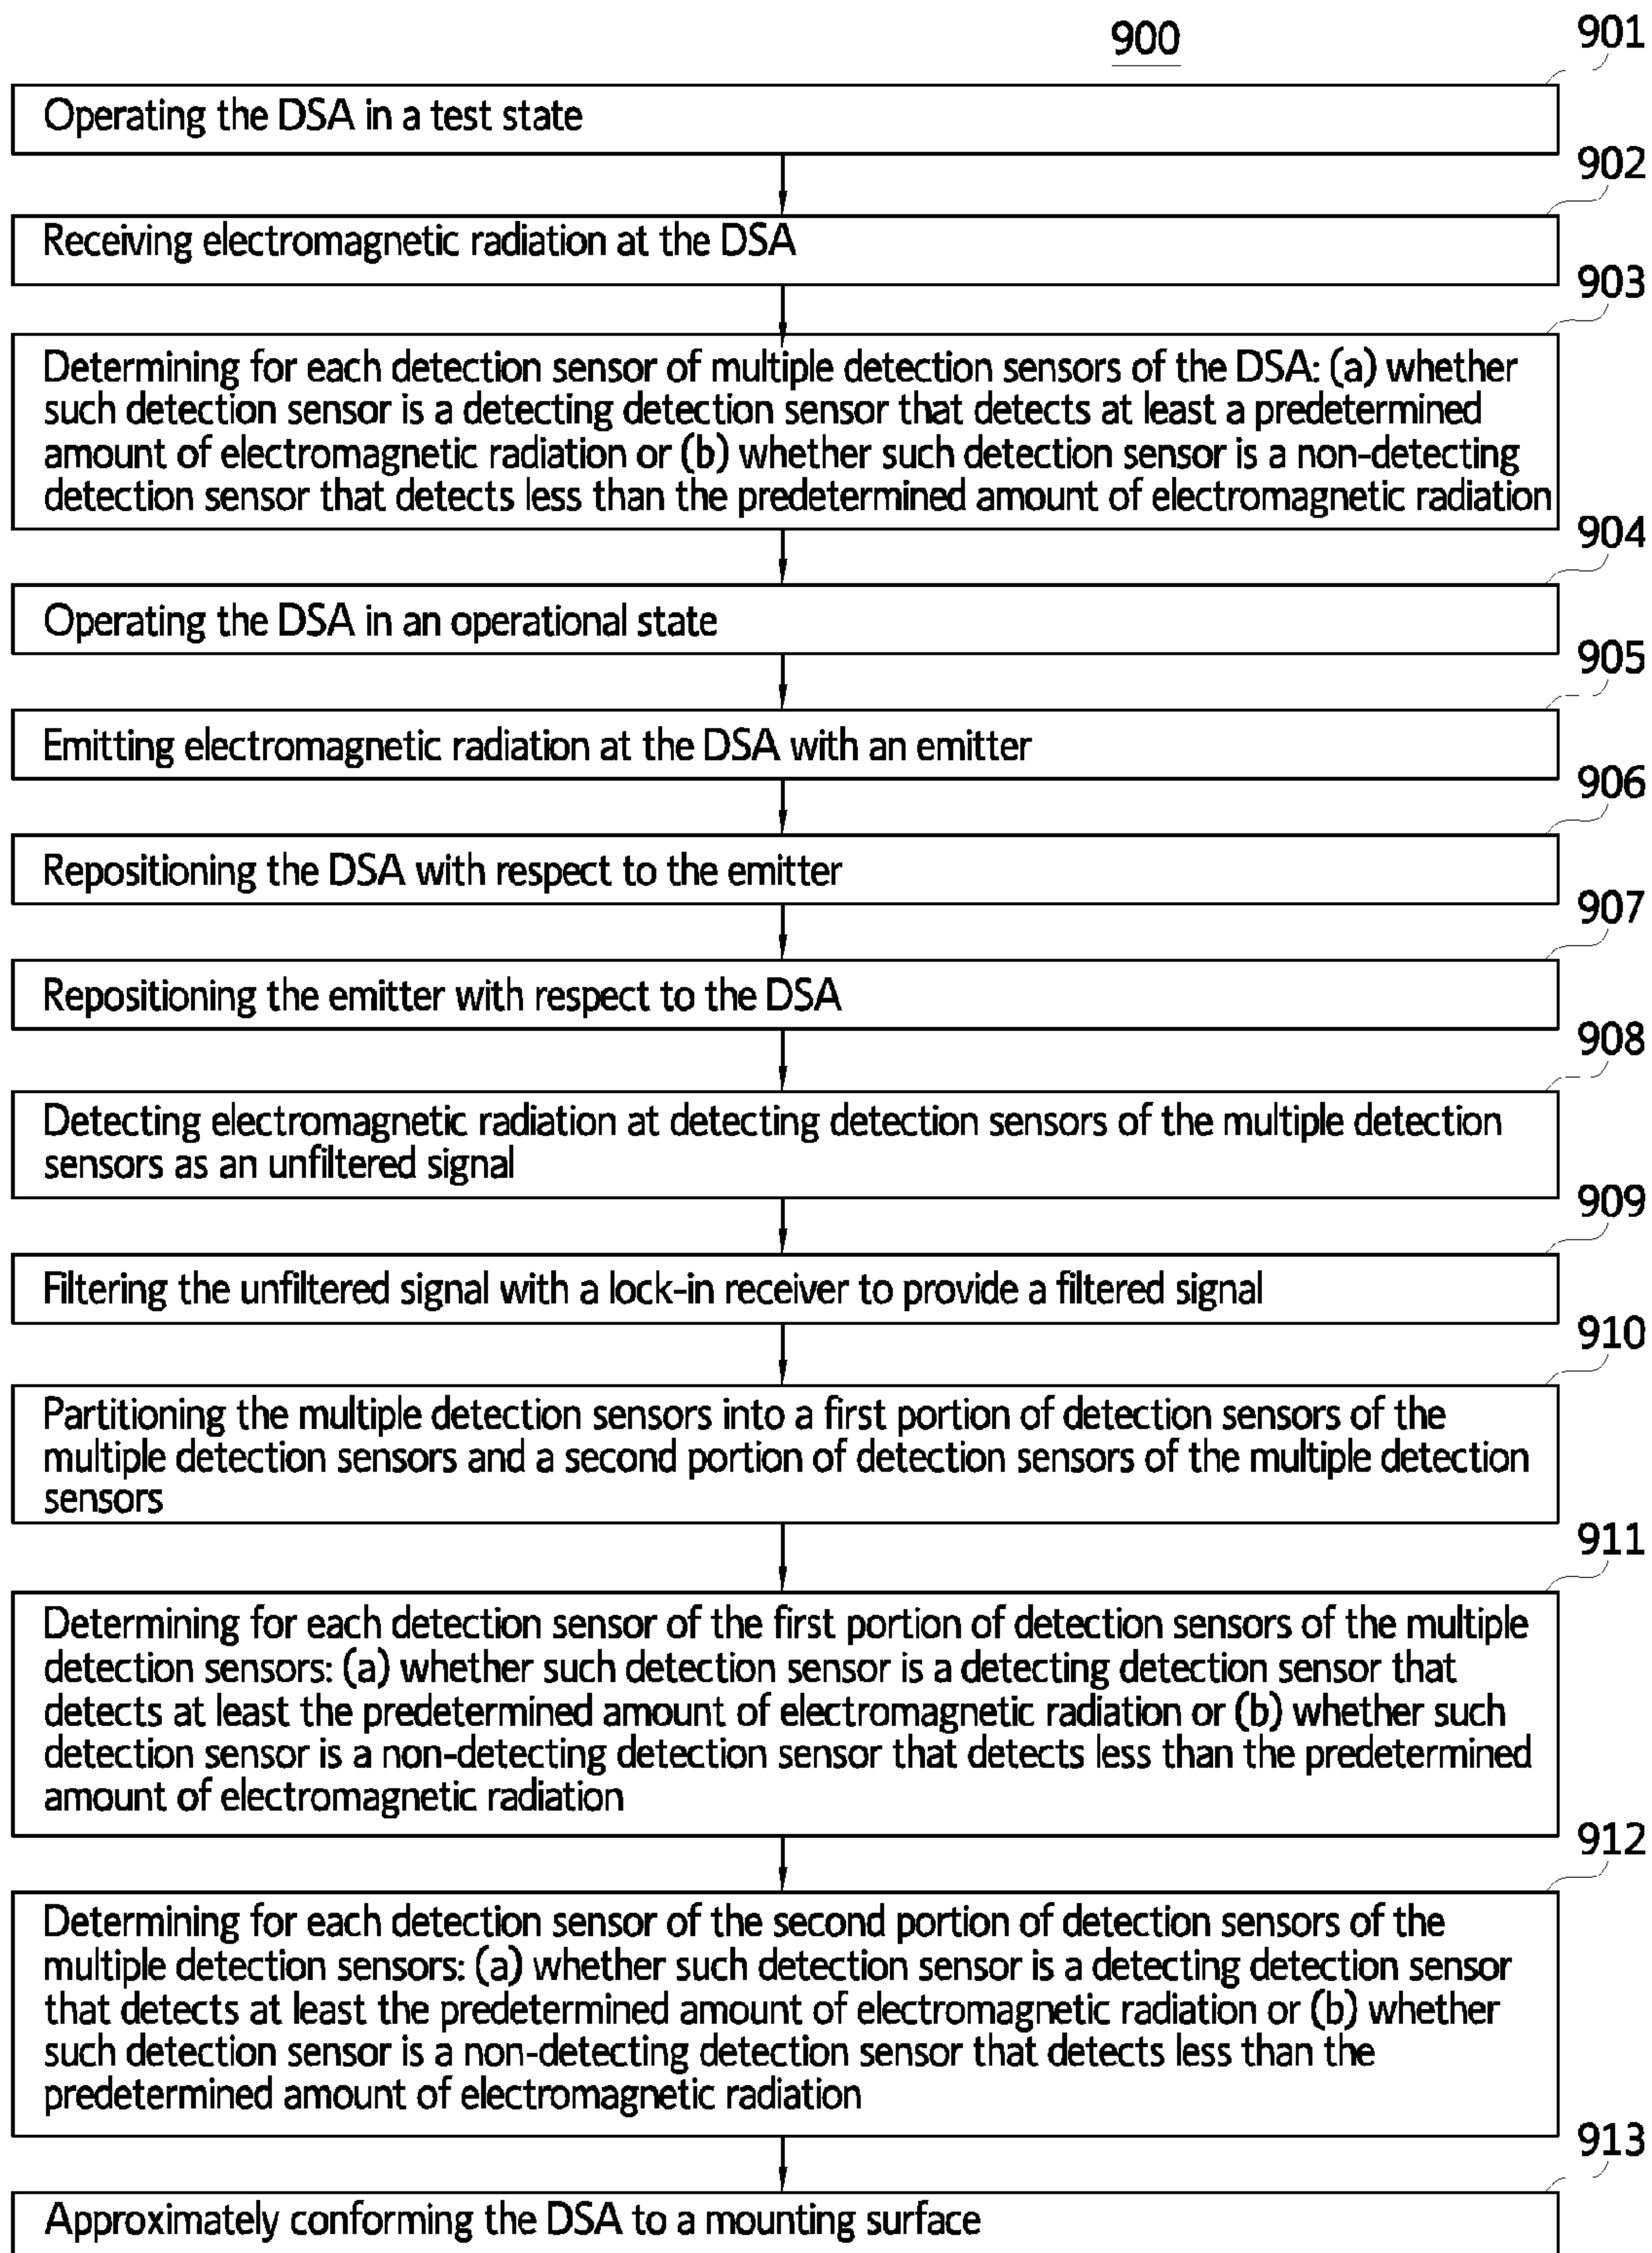 900
901
Operating the DSA in a test state
902
Receiving electromagnetic radiation at the DSA
903
Determining for each detection sensor of multiple detection sensors of the DSA: (a) whether
such detection sensor is a detecting detection sensor that detects at least a predetermined
amount of electromagnetic radiation or (b) whether such detection sensor is a non-detecting
detection sensor that detects less than the predetermined amount of electromagnetic radiation
904
Operating the DSA in an operational state
905
Emitting electromagnetic radiation at the DSA with an emitter
906
Repositioning the DSA with respect to the emitter
907
Repositioning the emitter with respect to the DSA
908
Detecting electromagnetic radiation at detecting detection sensors of the multiple detection
sensors as an unfiltered signal
909
Filtering the unfiltered signal with a lock-in receiver to provide a filtered signal
910
Partitioning the multiple detection sensors into a first portion of detection sensors of the
multiple detection sensors and a second portion of detection sensors of the multiple detection
sensors
911
Determining for each detection sensor of the first portion of detection sensors of the multiple
detection sensors: (a) whether such detection sensor is a detecting detection sensor that
detects at least the predetermined amount of electromagnetic radiation or (b) whether such
detection sensor is a non-detecting detection sensor that detects less than the predetermined
amount of electromagnetic radiation
912
Determining for each detection sensor of the second portion of detection sensors of the
multiple detection sensors: (a) whether such detection sensor is a detecting detection sensor
that detects at least the predetermined amount of electromagnetic radiation or (b) whether
such detection sensor is a non-detecting detection sensor that detects less than the
predetermined amount of electromagnetic radiation
913
Approximately conforming the DSA to a mounting surface